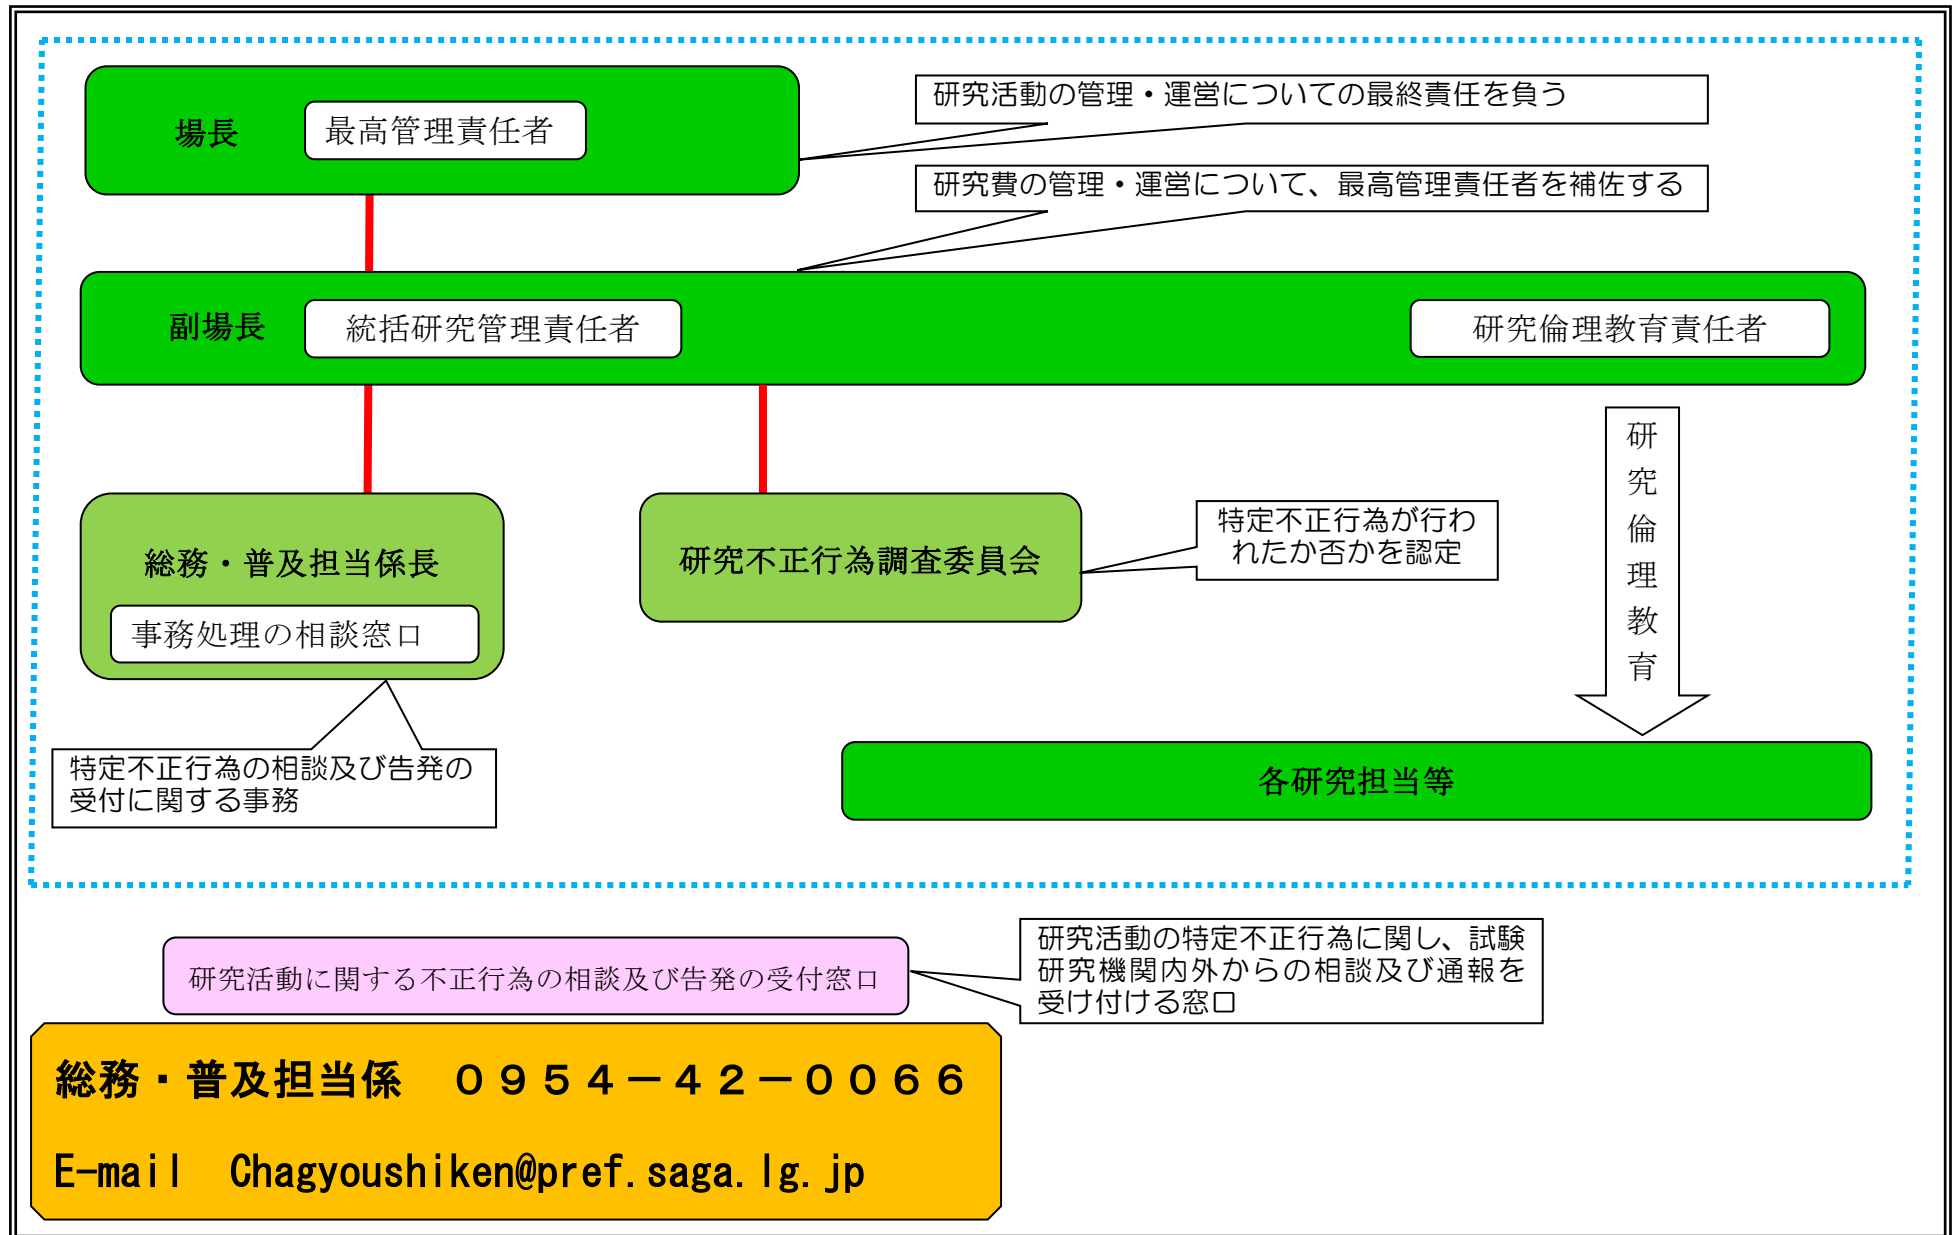 研究活動の管理・運営についての最終責任を負う
場長
最高管理責任者
研究費の管理・運営について、最高管理責任者を補佐する
副場長
統括研究管理責任者
研究倫理教育責任者
研究倫理教育
総務・普及担当係長
事務処理の相談窓口
研究不正行為調査委員会
特定不正行為が行わ
れたか否かを認定
特定不正行為の相談及び告発の
受付に関する事務
各研究担当等
研究活動に関する不正行為の相談及び告発の受付窓口
研究活動の特定不正行為に関し、試験
研究機関内外からの相談及び通報を
受け付ける窓口
総務・普及担当係　０９５４－４２－００６６
E-mail　Chagyoushiken@pref.saga.lg.jp